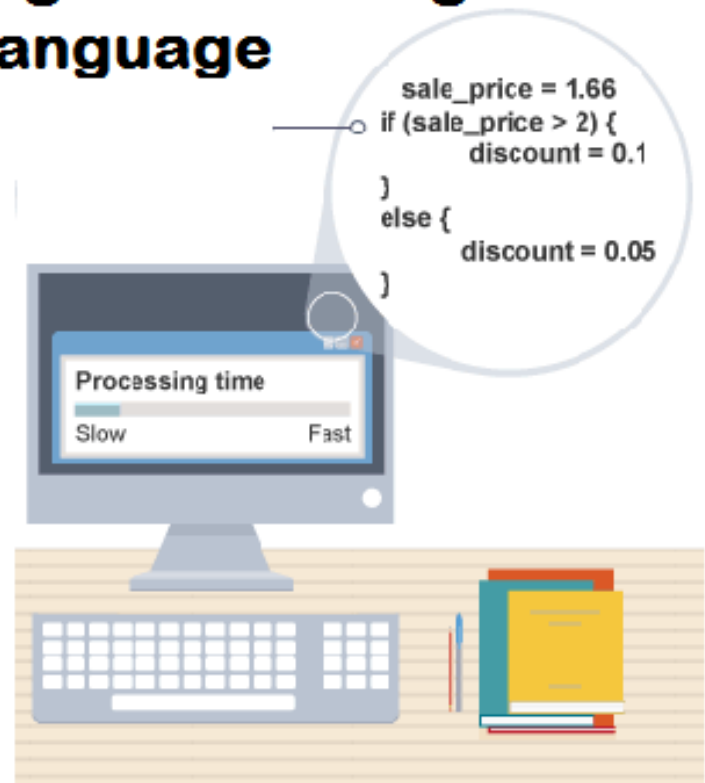 anguage
sale_price = 1.66
if (sale_price > 2) {
discount = 0.1
}
else {
discount = 0.05
}
Processing time
Slow Fast